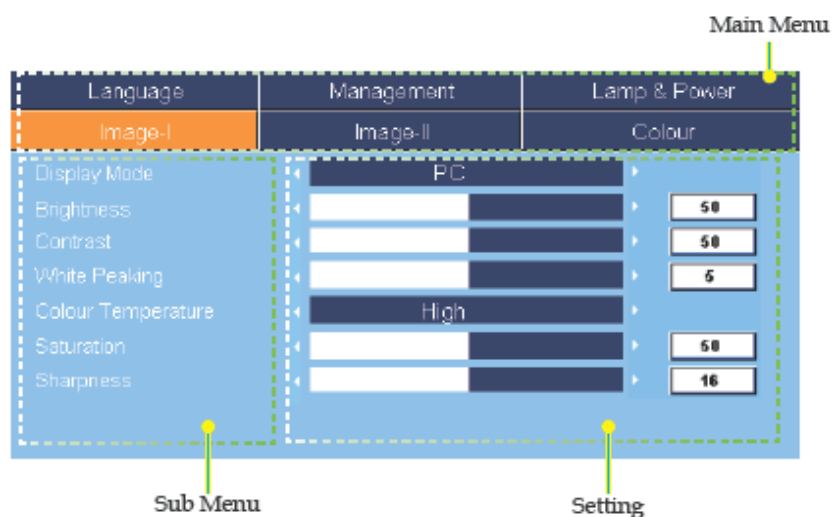 Main Menu
Language Management Lamp & Power
Image-I Image-II Colour
Display Mode PC
Brightness 50
Contrast 50
White Peaking 5
Colour Temperature High
Saturation 50
Sharpness 16
Sub Menu Setting